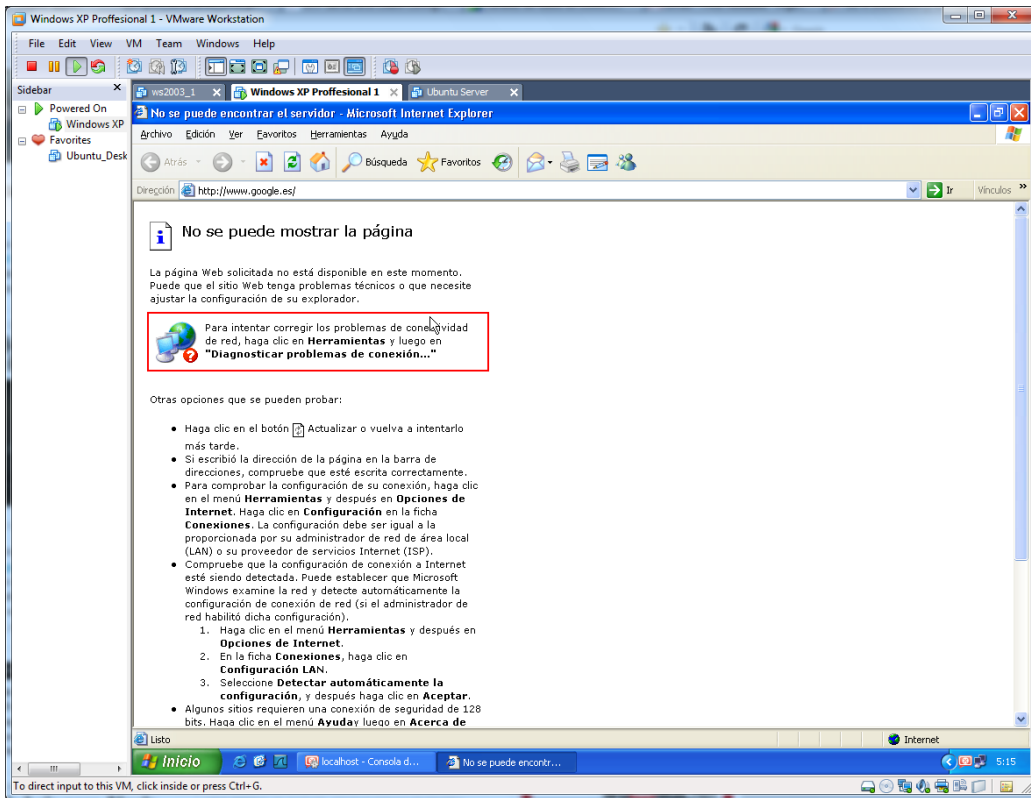 Windows XP Proffesional 1 - VMware Workstation
File Edit View VM Team Windows Help
Sidebar x
Powered On
Windows XP
Favorites
Ubuntu_Desk
ws2003_1 x Windows XP Proffesional 1 x Ubuntu Server x
No se puede encontrar el servidor - Microsoft Internet Explorer
Archivo Edición Ver Favoritos Herramientas Ayuda
Atrás Búsqueda Favoritos
Dirección http://www.google.es/ Ir Vínculos »
No se puede mostrar la página
La página Web solicitada no está disponible en este momento.
Puede que el sitio Web tenga problemas técnicos o que necesite
ajustar la configuración de su explorador.
Para intentar corregir los problemas de conectividad
de red, haga clic en Herramientas y luego en
"Diagnosticar problemas de conexión..."
Otras opciones que se pueden probar:
• Haga clic en el botón Actualizar o vuelva a intentarlo
más tarde.
• Si escribió la dirección de la página en la barra de
direcciones, compruebe que esté escrita correctamente.
• Para comprobar la configuración de su conexión, haga clic
en el menú Herramientas y después en Opciones de
Internet. Haga clic en Configuración en la ficha
Conexiones. La configuración debe ser igual a la
proporcionada por su administrador de red de área local
(LAN) o su proveedor de servicios Internet (ISP).
• Compruebe que la configuración de conexión a Internet
esté siendo detectada. Puede establecer que Microsoft
Windows examine la red y detecte automáticamente la
configuración de conexión de red (si el administrador de
red habilitó dicha configuración).
1. Haga clic en el menú Herramientas y después en
Opciones de Internet.
2. En la ficha Conexiones, haga clic en
Configuración LAN.
3. Seleccione Detectar automáticamente la
configuración, y después haga clic en Aceptar.
• Algunos sitios requieren una conexión de seguridad de 128
bits. Haga clic en el menú Ayuday luego en Acerca de
Listo Internet
Inicio localhost - Consola d... No se puede encontr... 5:15
To direct input to this VM, click inside or press Ctrl+G.